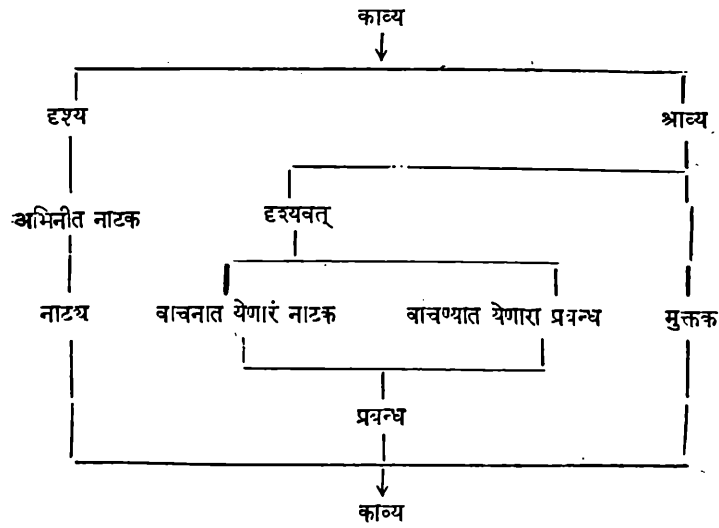 काव्य
दृश्य श्राव्य
अभिनीत नाटक दृश्यवत्
नाट्य वाचनात येणारं नाटक वाचण्यात येणारा प्रबन्ध मुक्तक
प्रबन्ध
काव्य